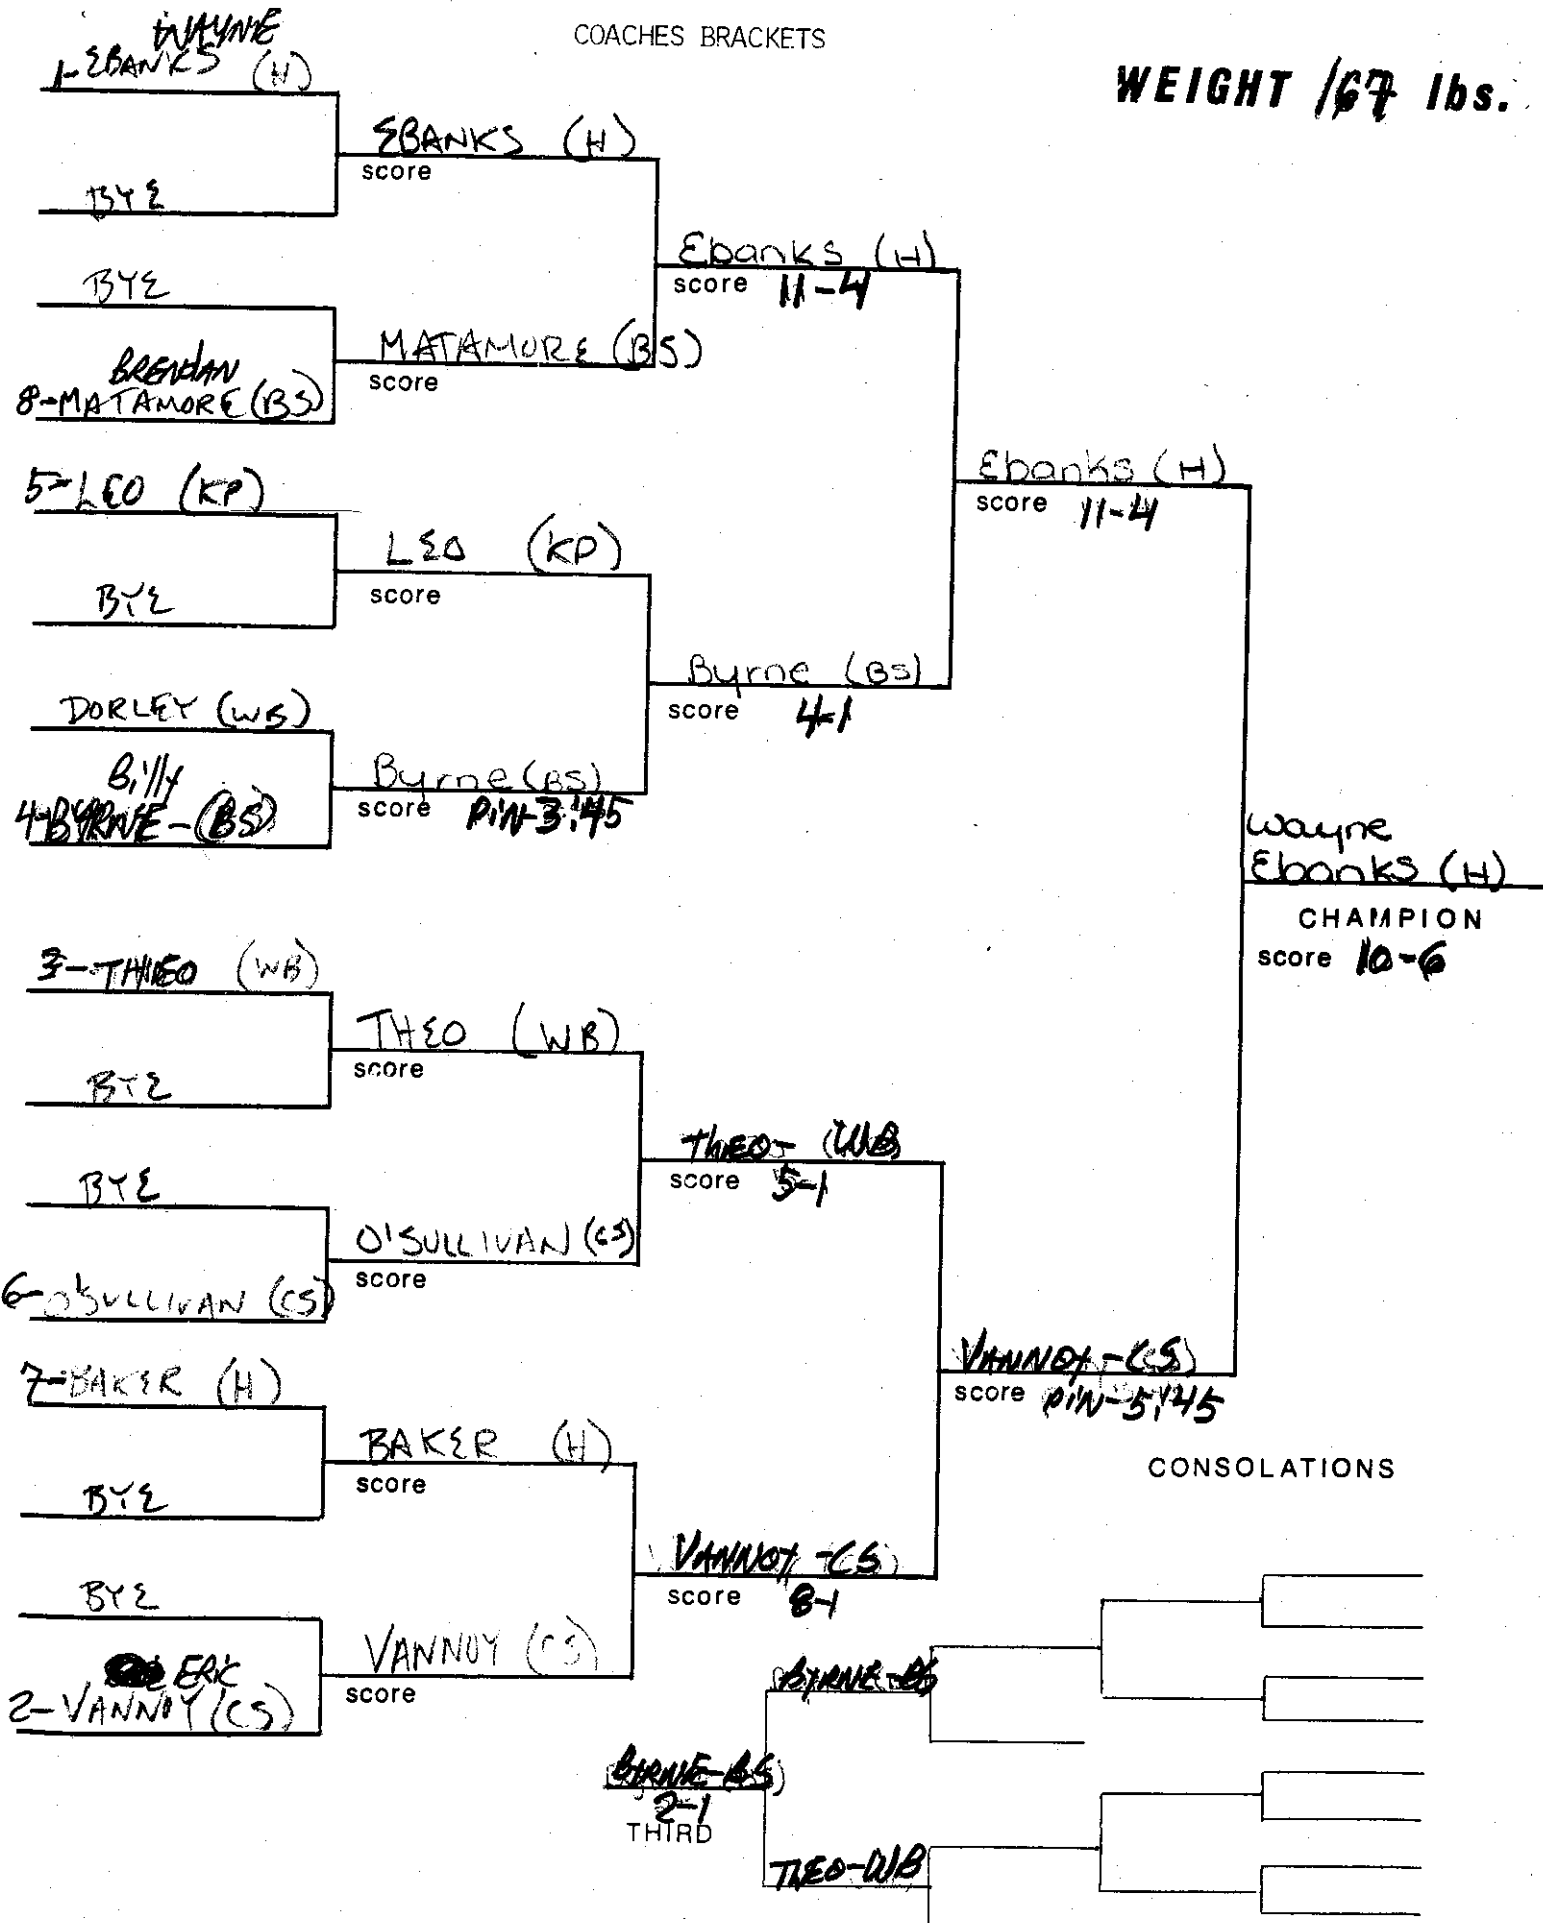 COACHES BRACKETS
WEIGHT 167 lbs.
WAYNE
1-EBANKS (H)
BYE
EBANKS (H)
score
BYE
BRENDAN
8-MATAMORE (BS)
MATAMORE (BS)
score
Ebanks (H)
score 11-4
5-LEO (KP)
BYE
LEO (KP)
score
DORLEY (WB)
Billy
4-BYRNE-(BS)
Byrne (BS)
score PIN-3:45
Byrne (BS)
score 4-1
Ebanks (H)
score 11-4
Wayne
Ebanks (H)
CHAMPION
score 10-6
3-THEO (WB)
BYE
THEO (WB)
score
BYE
6-O'SULLIVAN (CS)
O'SULLIVAN (CS)
score
THEO- (WB
score 5-1
7-BAKER (H)
BYE
BAKER (H)
score
BYE
ERIC
2-VANNOY (CS)
VANNOY (CS)
score
VANNOY -CS)
score 8-1
VANNOY-(CS)
score PIN-5:45
CONSOLATIONS
BYRNE-BS
BYRNE-BS)
2-1
THIRD
THEO-WB